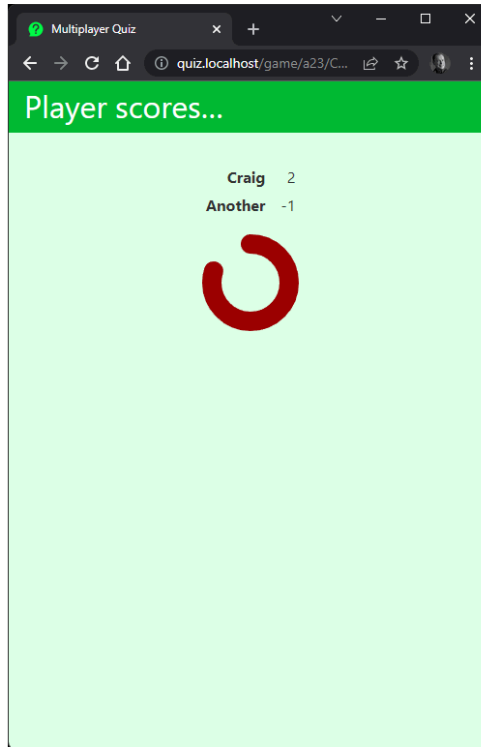 Multiplayer Quiz
quiz.localhost/game/a23/C...
Player scores...
Craig 2
Another -1